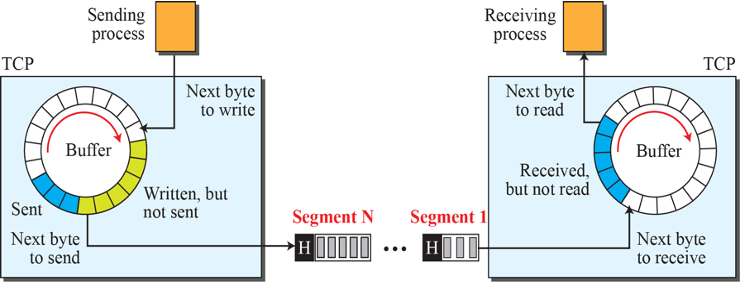 Sending
process
Receiving
process
TCP
TCP
Next byte
to write
Next byte
to read
Buffer
Buffer
Written, but
not sent
Received,
but not read
Sent
Next byte
to send
Segment N
Segment 1
H
...
H
Next byte
to receive